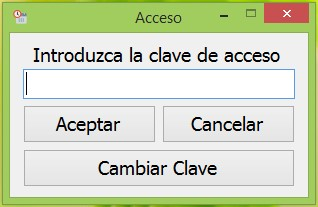 Acceso
Introduzca la clave de acceso
Aceptar
Cancelar
Cambiar Clave